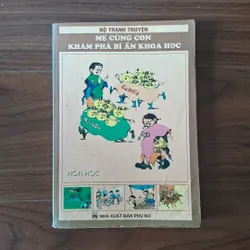 BỘ TRANH TRUYỆN
MẸ CÙNG CON
KHÁM PHÁ BÍ ẨN KHOA HỌC
HÓA HỌC
NHÀ XUẤT BẢN PHỤ NỮ